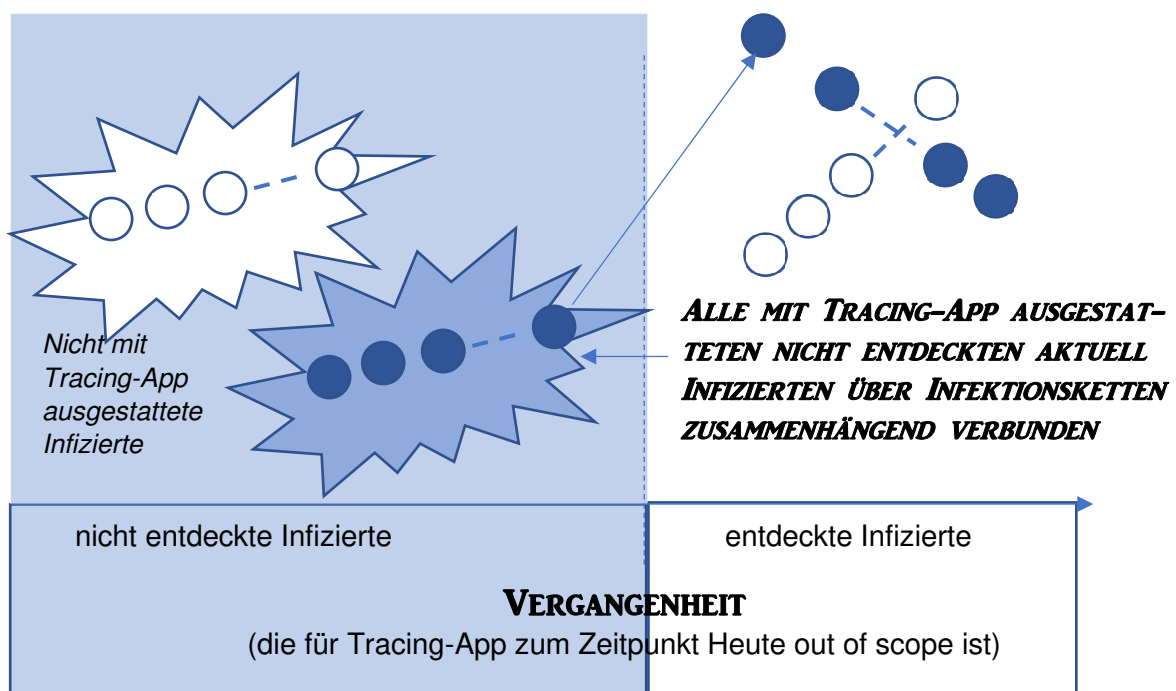 ALLE MIT TRACING-APP AUSGESTAT-
TETEN NICHT ENTDECKTEN AKTUELL
INFIZIERTEN ÜBER INFEKTIONSKETTEN
ZUSAMMENHÄNGEND VERBUNDEN
Nicht mit
Tracing-App
ausgestattete
Infizierte
nicht entdeckte Infizierte
entdeckte Infizierte
VERGANGENHEIT
(die für Tracing-App zum Zeitpunkt Heute out of scope ist)